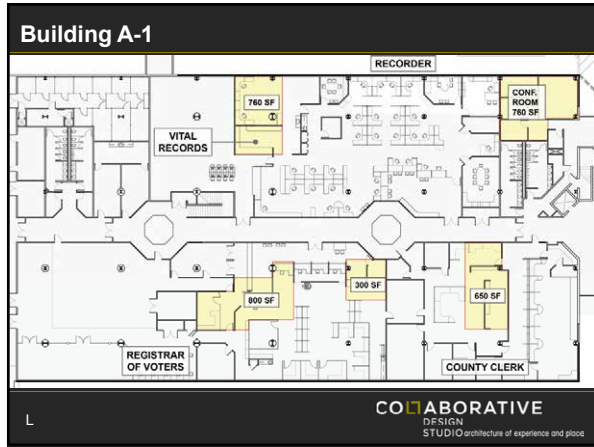 Building A-1
RECORDER
760 SF
CONF.
ROOM
760 SF
VITAL
RECORDS
300 SF
800 SF
650 SF
REGISTRAR
OF VOTERS
COUNTY CLERK
L
COLLABORATIVE
DESIGN
STUDIO architecture of experience and place